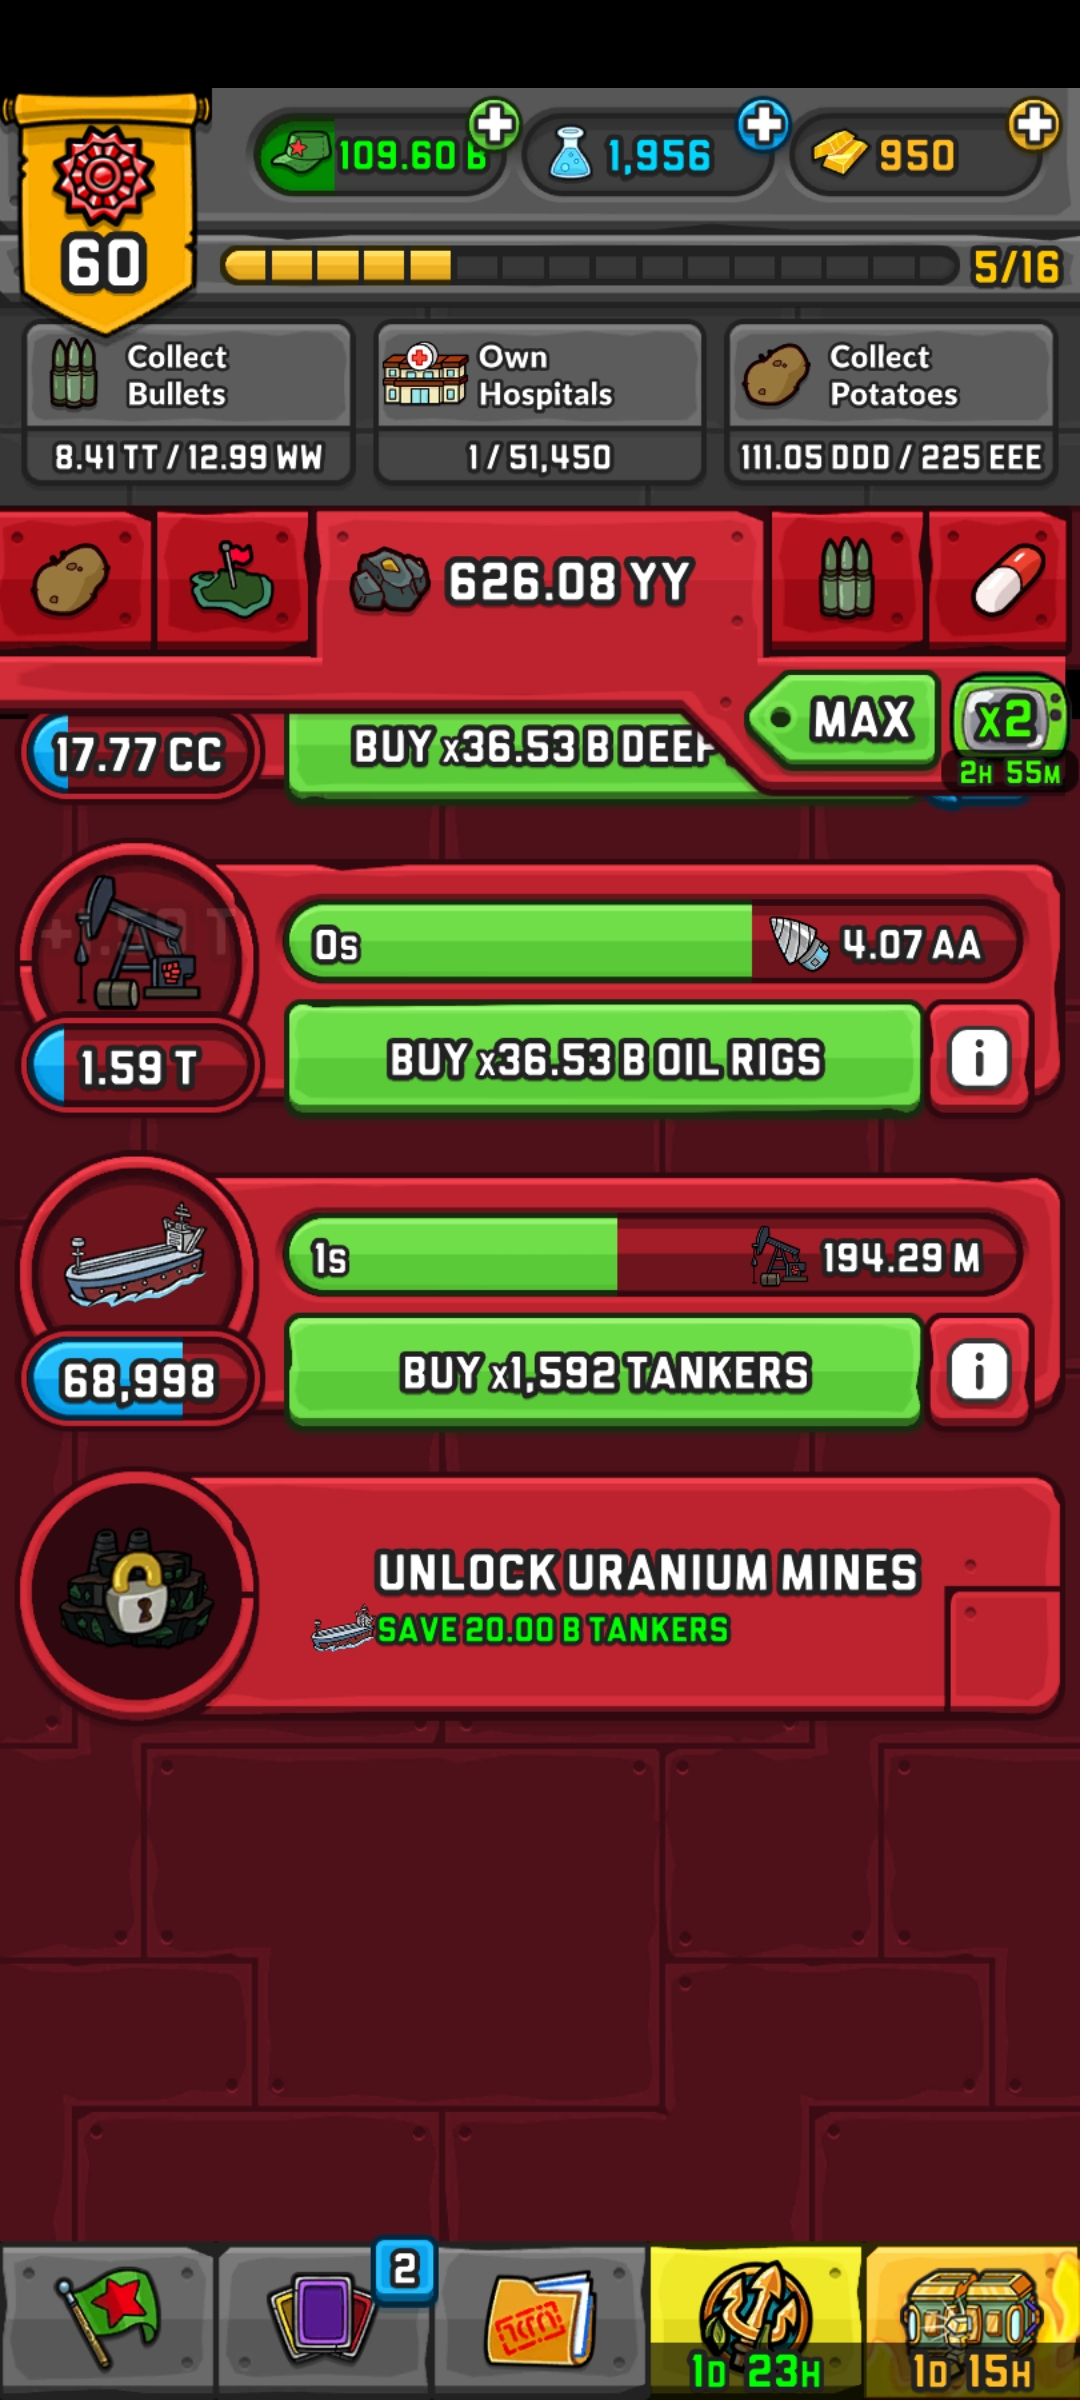 109.60 B
1,956
950
60
5/16
Collect
Bullets
Own
Hospitals
Collect
Potatoes
8.41 TT / 12.99 WW
1 / 51,450
111.05 DDD / 225 EEE
626.08 YY
MAX
x2
2H 55M
17.77 CC
BUY x36.53 B DEEP
0s
4.07 AA
1.59 T
BUY x36.53 B OIL RIGS
i
1s
194.29 M
68,998
BUY x1,592 TANKERS
i
UNLOCK URANIUM MINES
SAVE 20.00 B TANKERS
2
1D 23H
1D 15H